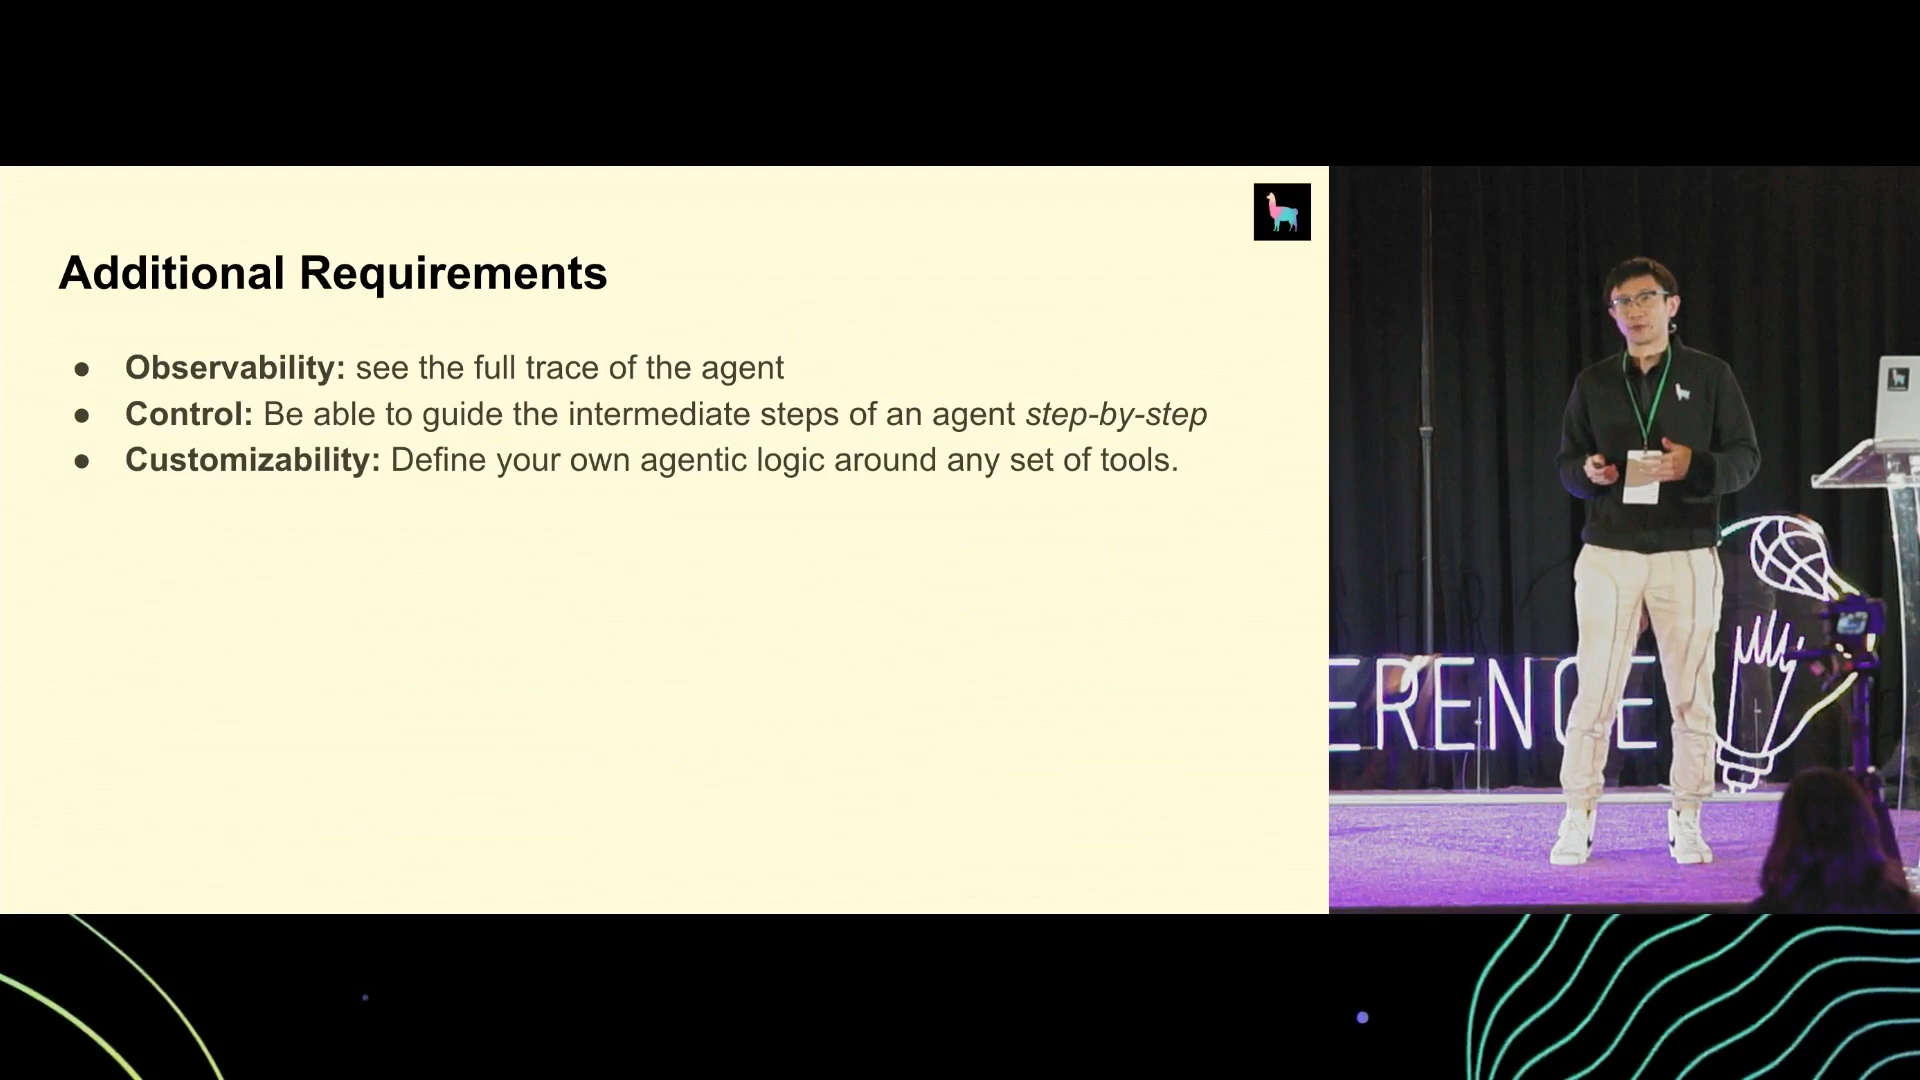 Additional Requirements
● Observability: see the full trace of the agent
● Control: Be able to guide the intermediate steps of an agent step-by-step
● Customizability: Define your own agentic logic around any set of tools.
ERENCE